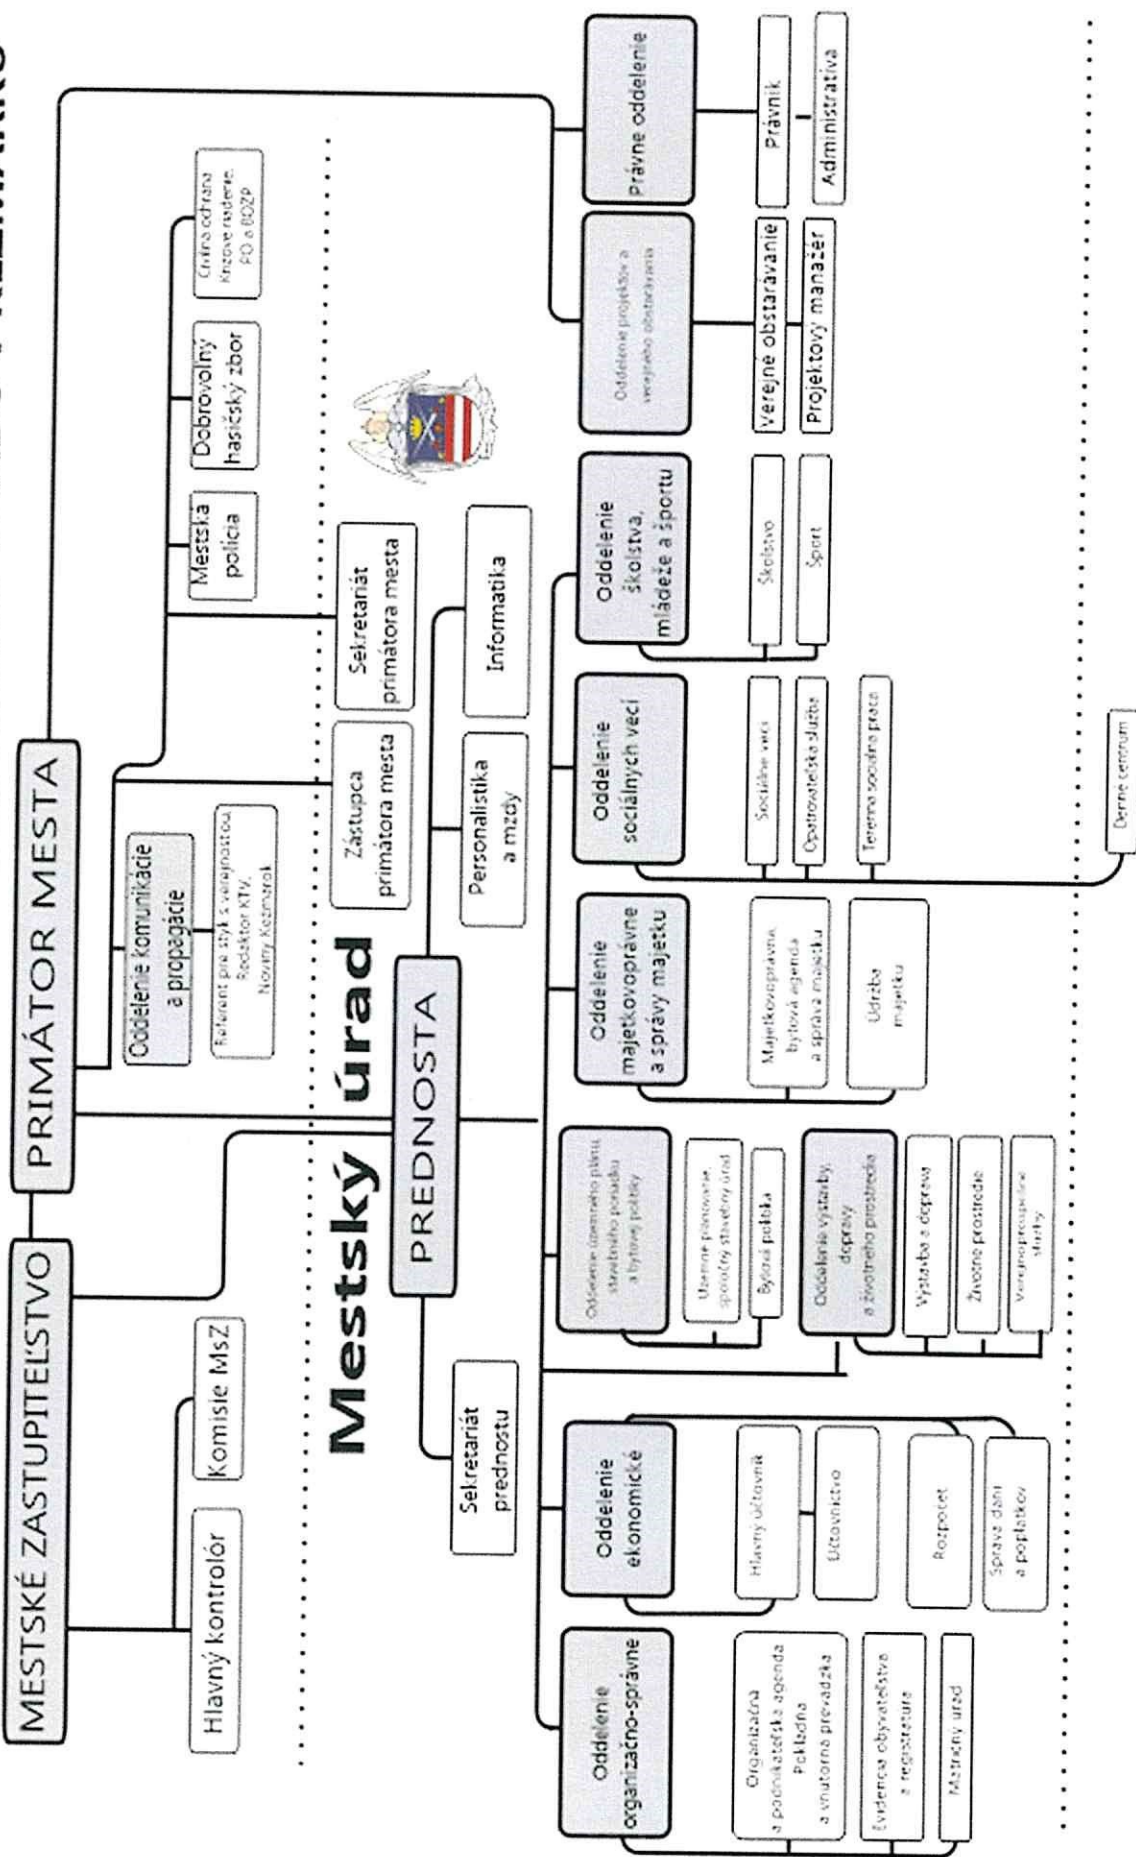 MESTSKÉ ZASTUPITEĽSTVO
PRIMÁTOR MESTA
Hlavný kontrolór
Komisie MsZ
Oddelenie komunikácie
a propagácie
Referent pre styk s verejnosťou,
Redaktor KTV,
Noviny Kežmarok
Mestská
polícia
Dobrovoľný
hasičský zbor
Civilná ochrana
Krízové riadenie,
PO a BOZP
Mestský úrad
Zástupca
primátora mesta
Sekretariát
primátora mesta
PREDNOSTA
Sekretariát
prednostu
Personalistika
a mzdy
Informatika
Oddelenie
organizačno-správne
Organizačná
a podnikateľská agenda
Pokladňa
a vnútorná prevádzka
Evidencia obyvateľstva
a registratúra
Matričný úrad
Oddelenie
ekonomické
Hlavný účtovník
Účtovníctvo
Rozpočet
Správa daní
a poplatkov
Oddelenie územného plánu,
stavebného poriadku
a bytovej politiky
Územné plánovanie,
spoločný stavebný úrad
Bytová politika
Oddelenie výstavby,
dopravy
a životného prostredia
Výstavba a doprava
Životné prostredie
Verejnoprospešné
služby
Oddelenie
majetkovoprávne
a správy majetku
Majetkovoprávna,
bytová agenda
a správa majetku
Údržba
majetku
Oddelenie
sociálnych vecí
Sociálne veci
Opatrovateľská služba
Terénna sociálna práca
Denné centrum
Oddelenie
školstva,
mládeže a športu
Školstvo
Šport
Oddelenie projektov a
verejného obstarávania
Verejné obstarávanie
Projektový manažér
Právne oddelenie
Právnik
Administratíva